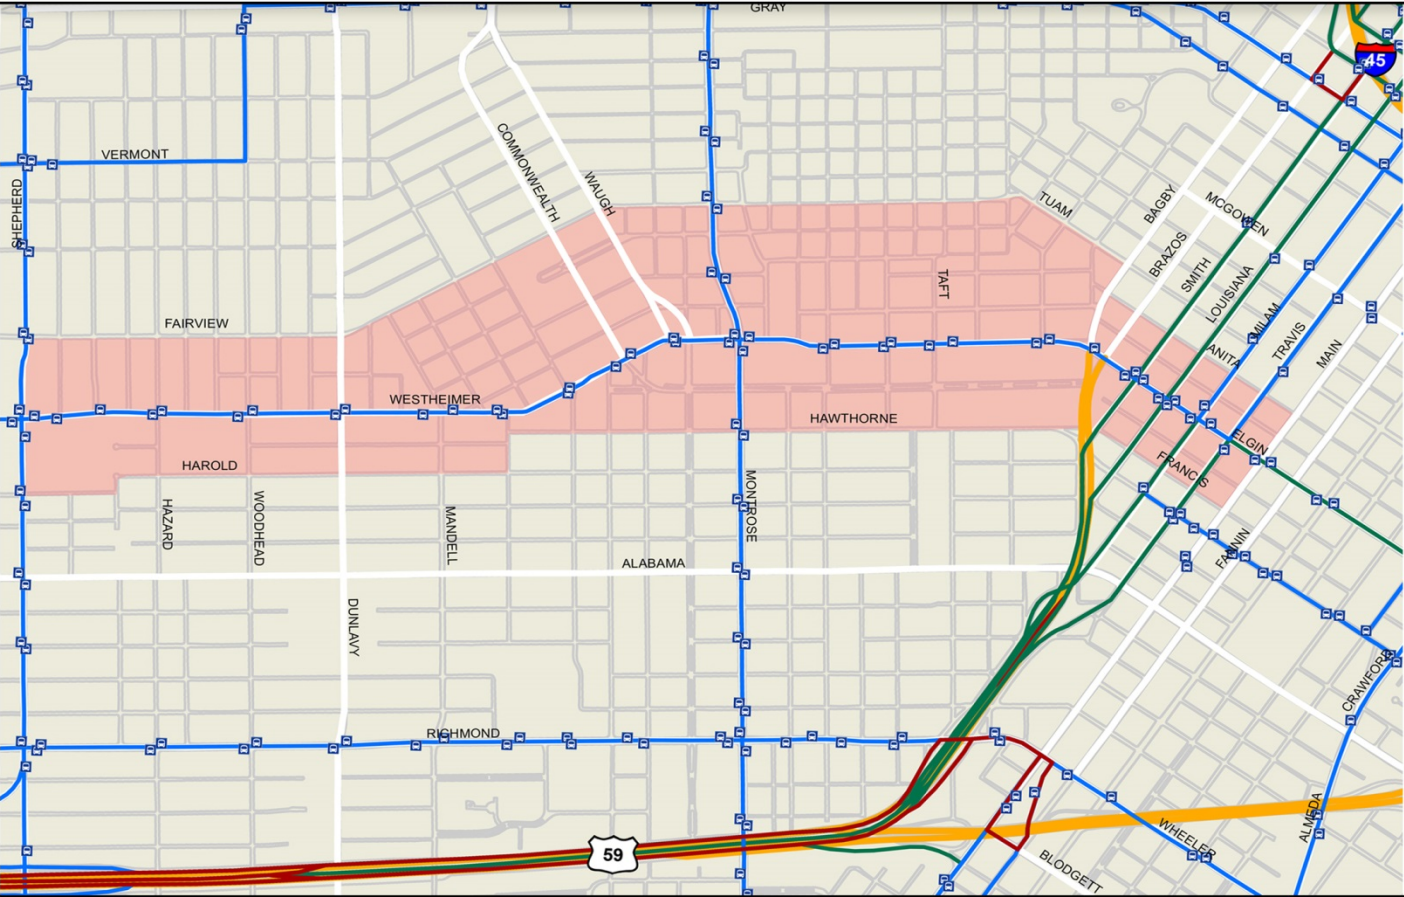 GRAY
45
VERMONT
COMMONWEALTH
WAUGH
SHEPHERD
TUAM
BAGBY
MCGOWEN
BRAZOS
SMITH
LOUISIANA
TAFT
MILAM
TRAVIS
MAIN
ANITA
FAIRVIEW
WESTHEIMER
HAWTHORNE
ELGIN
FRANCIS
HAROLD
HAZARD
WOODHEAD
MANDELL
MONTROSE
FANNIN
ALABAMA
DUNLAVY
CRAWFORD
RICHMOND
ALMEDA
WHEELER
59
BLODGETT